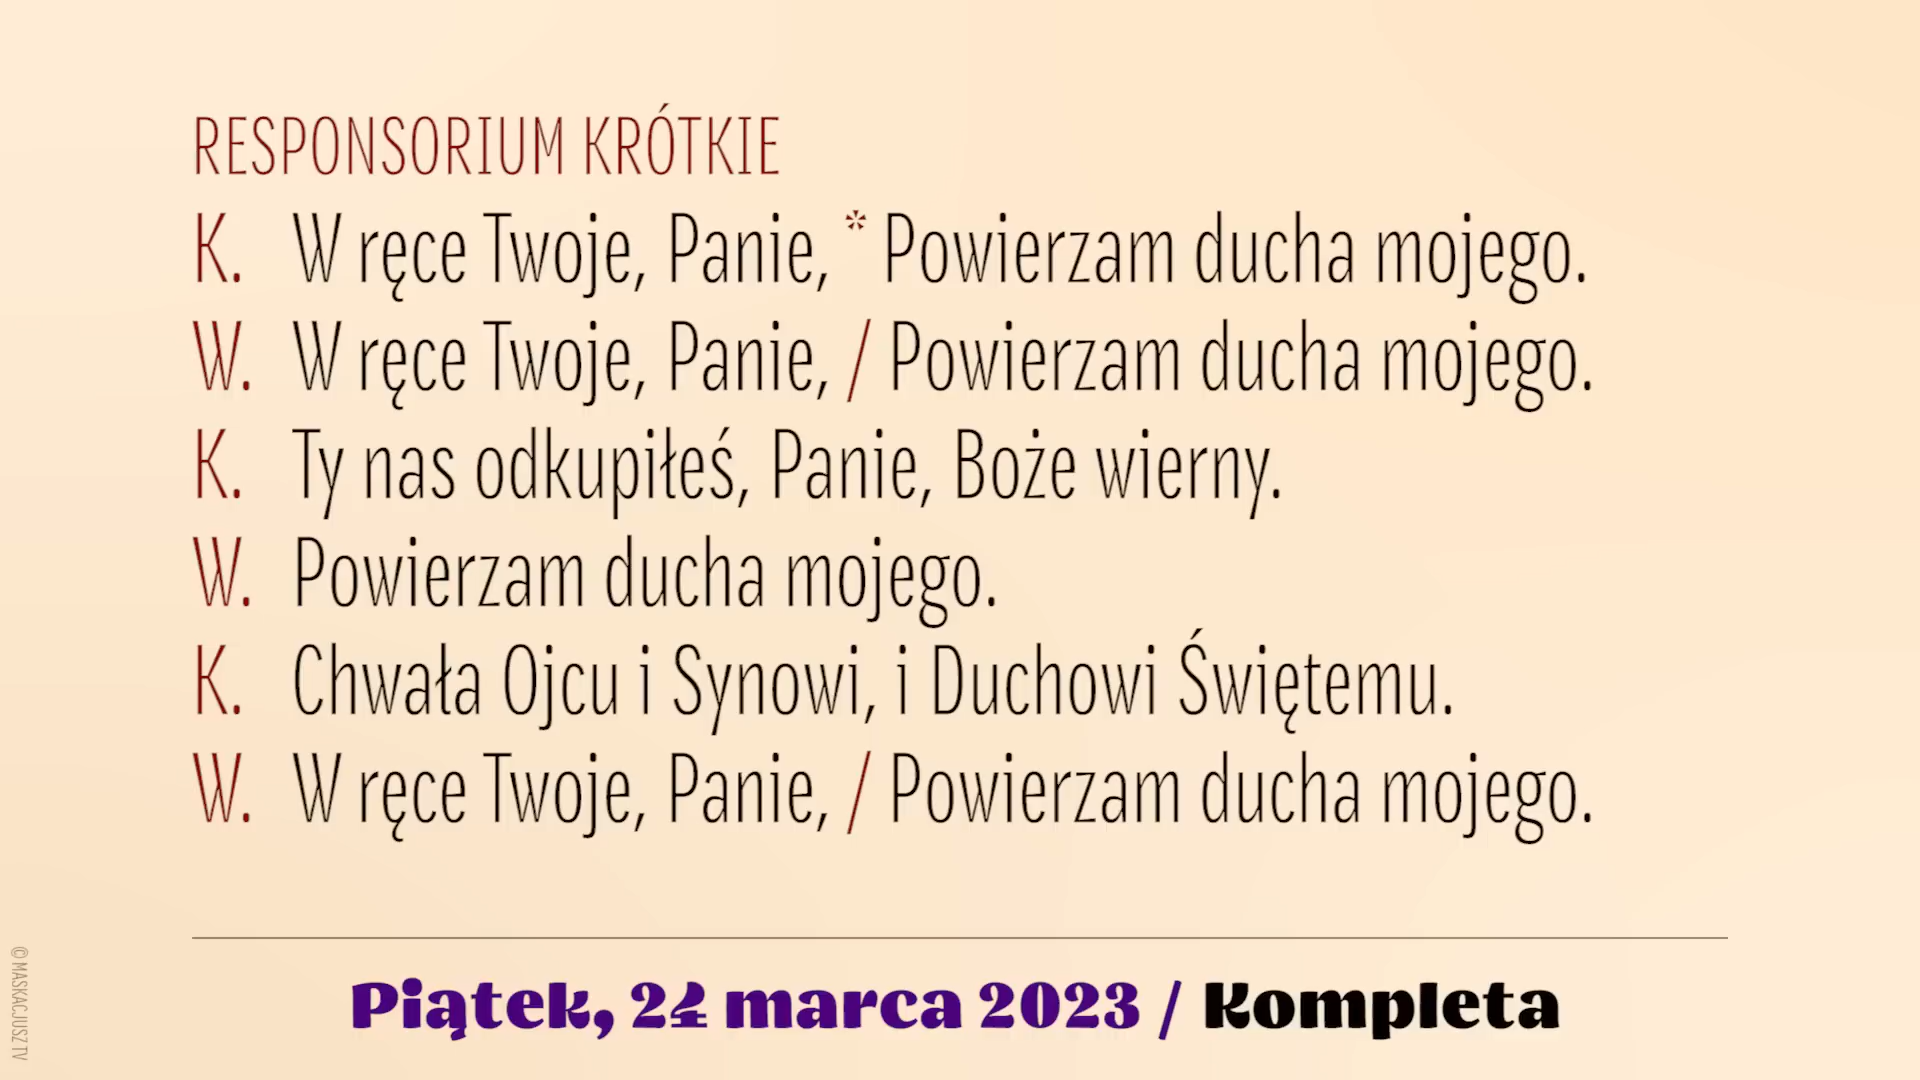 RESPONSORIUM KRÓTKIE
K. W ręce Twoje, Panie, * Powierzam ducha mojego.
W. W ręce Twoje, Panie, / Powierzam ducha mojego.
K. Ty nas odkupiłeś, Panie, Boże wierny.
W. Powierzam ducha mojego.
K. Chwała Ojcu i Synowi, i Duchowi Świętemu.
W. W ręce Twoje, Panie, / Powierzam ducha mojego.
Piątek, 24 marca 2023 / Kompleta
© MASKACJUSZ TV